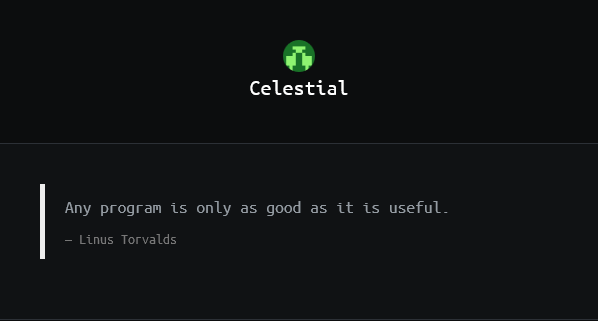 Celestial
Any program is only as good as it is useful.
— Linus Torvalds